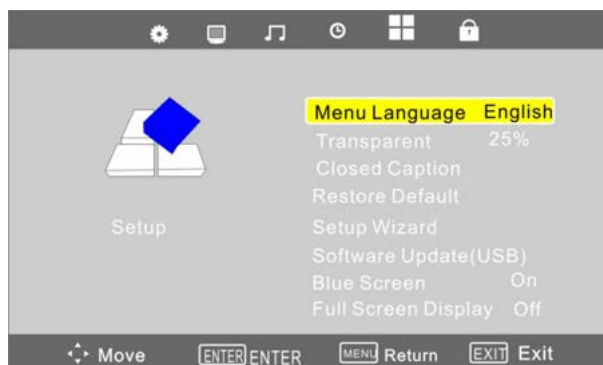 Menu Language English
Transparent 25%
Closed Caption
Restore Default
Setup
Setup Wizard
Software Update(USB)
Blue Screen On
Full Screen Display Off
Move ENTER ENTER MENU Return EXIT Exit